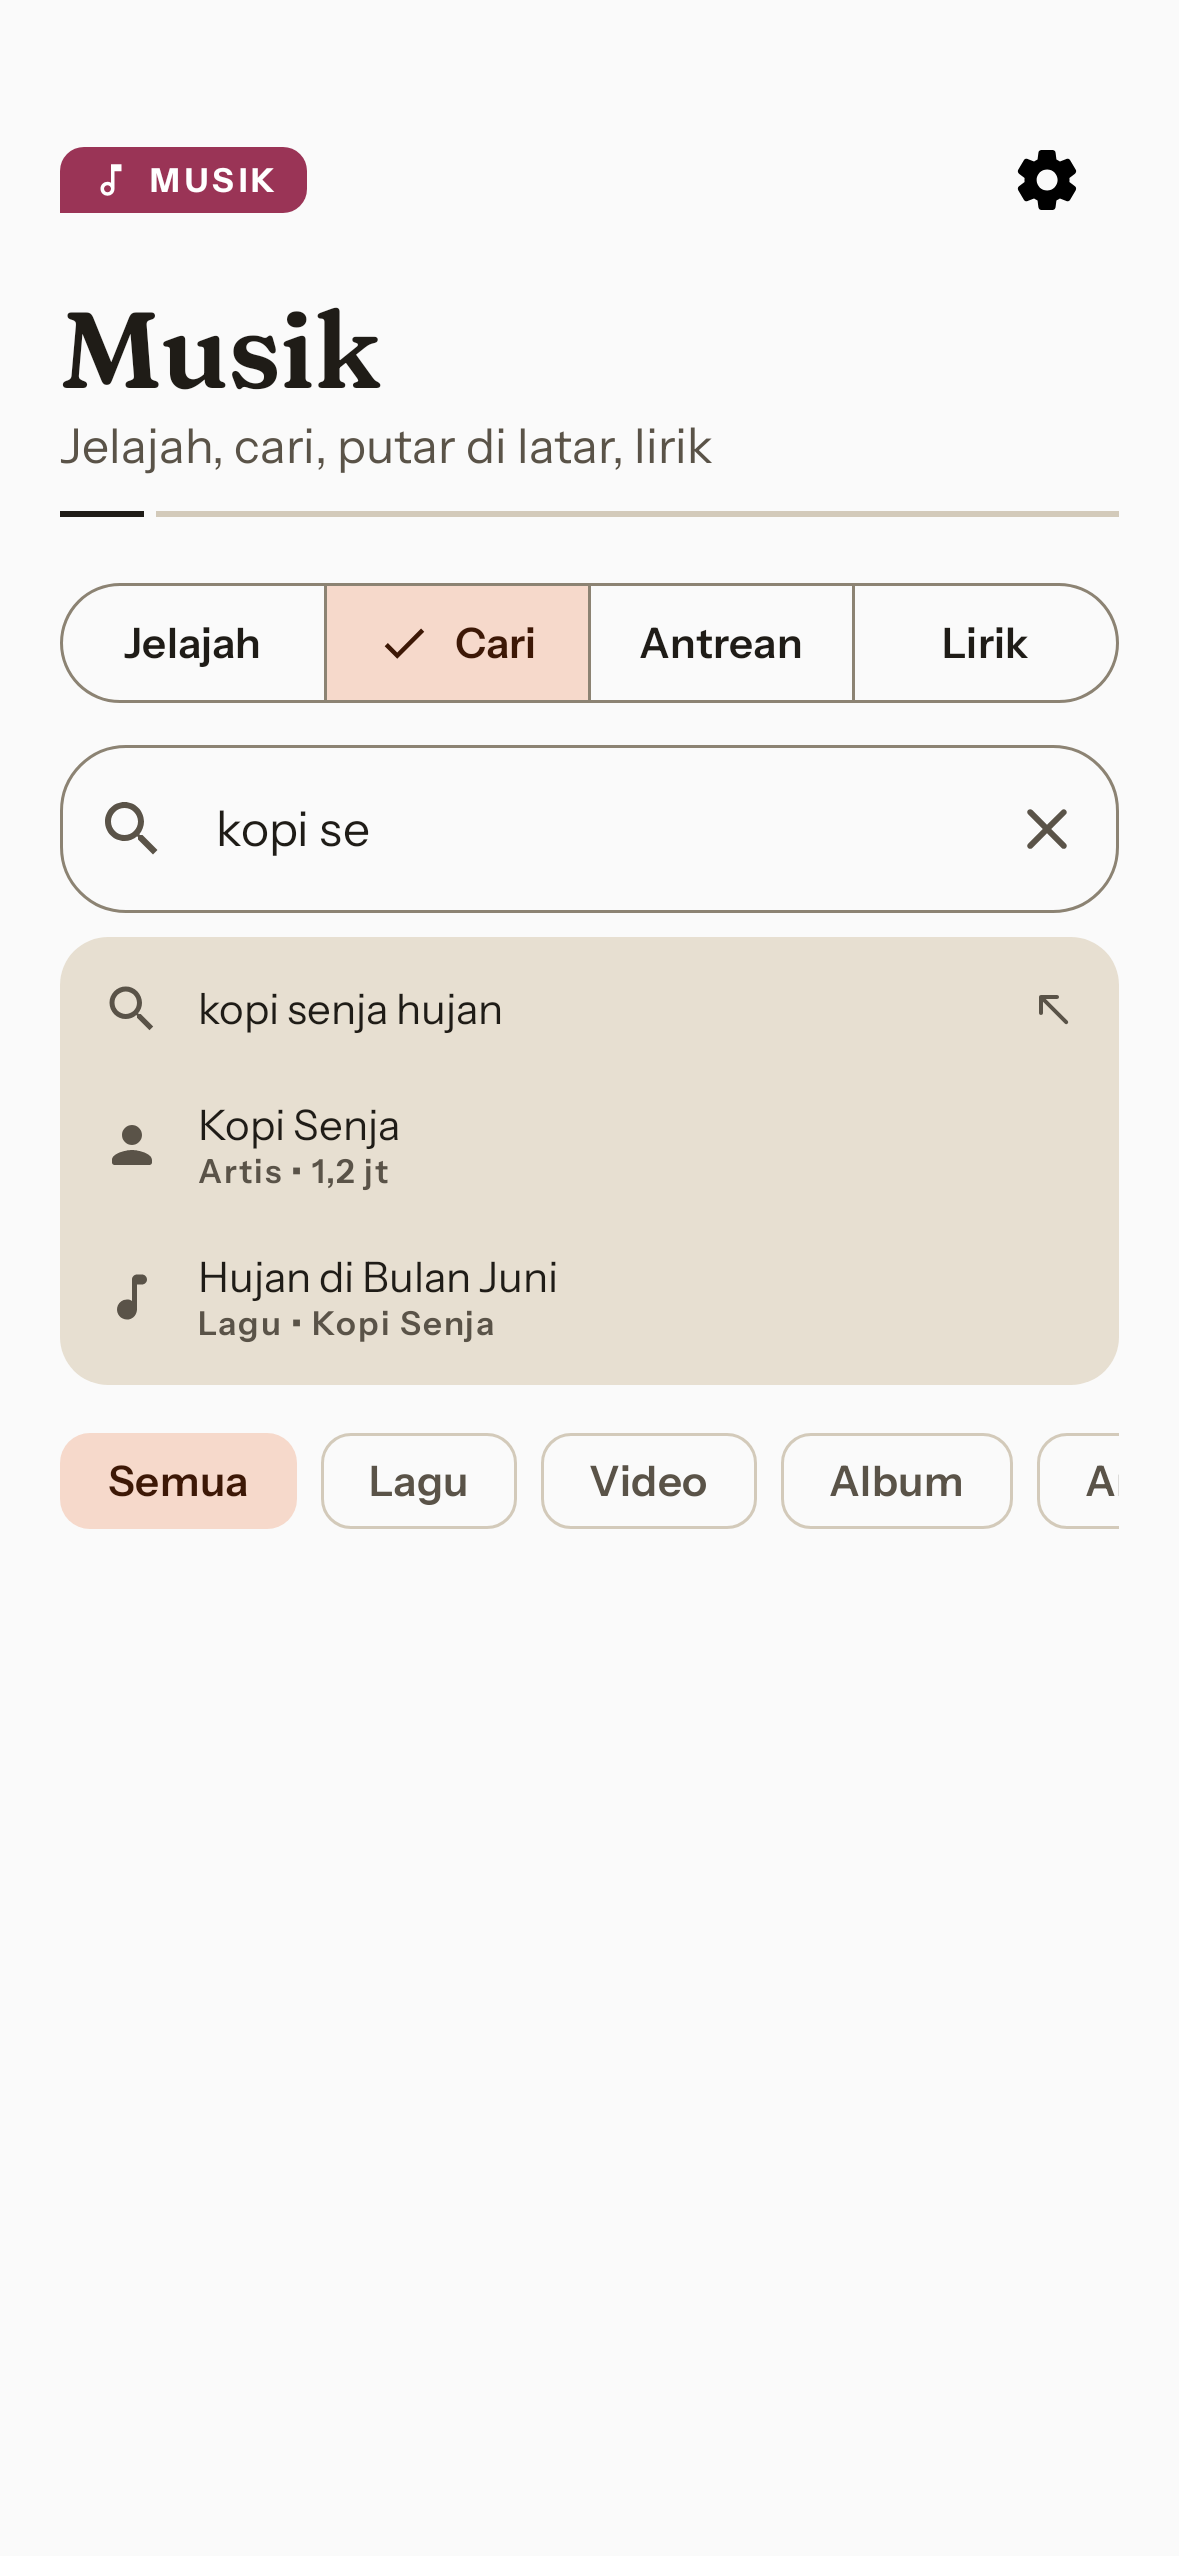 MUSIK
Musik
Jelajah, cari, putar di latar, lirik
Jelajah
Cari
Antrean
Lirik
kopi se
kopi senja hujan
Kopi Senja
Artis • 1,2 jt
Hujan di Bulan Juni
Lagu • Kopi Senja
Semua
Lagu
Video
Album